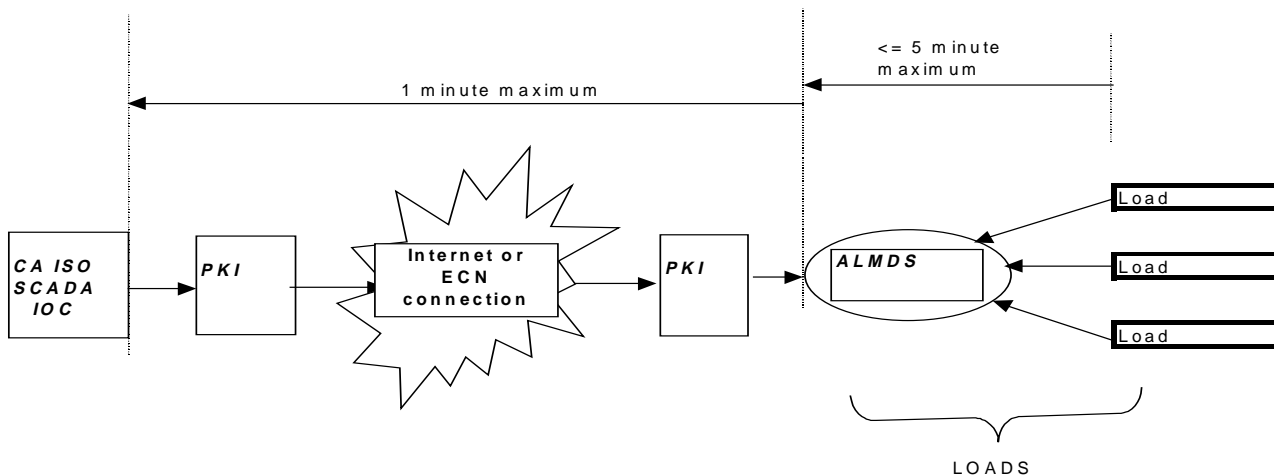 <= 5 minute
maximum
1 minute maximum
CA ISO
SCADA
IOC
PKI
Internet or
ECN
connection
PKI
ALMDS
Load
Load
Load
LOADS